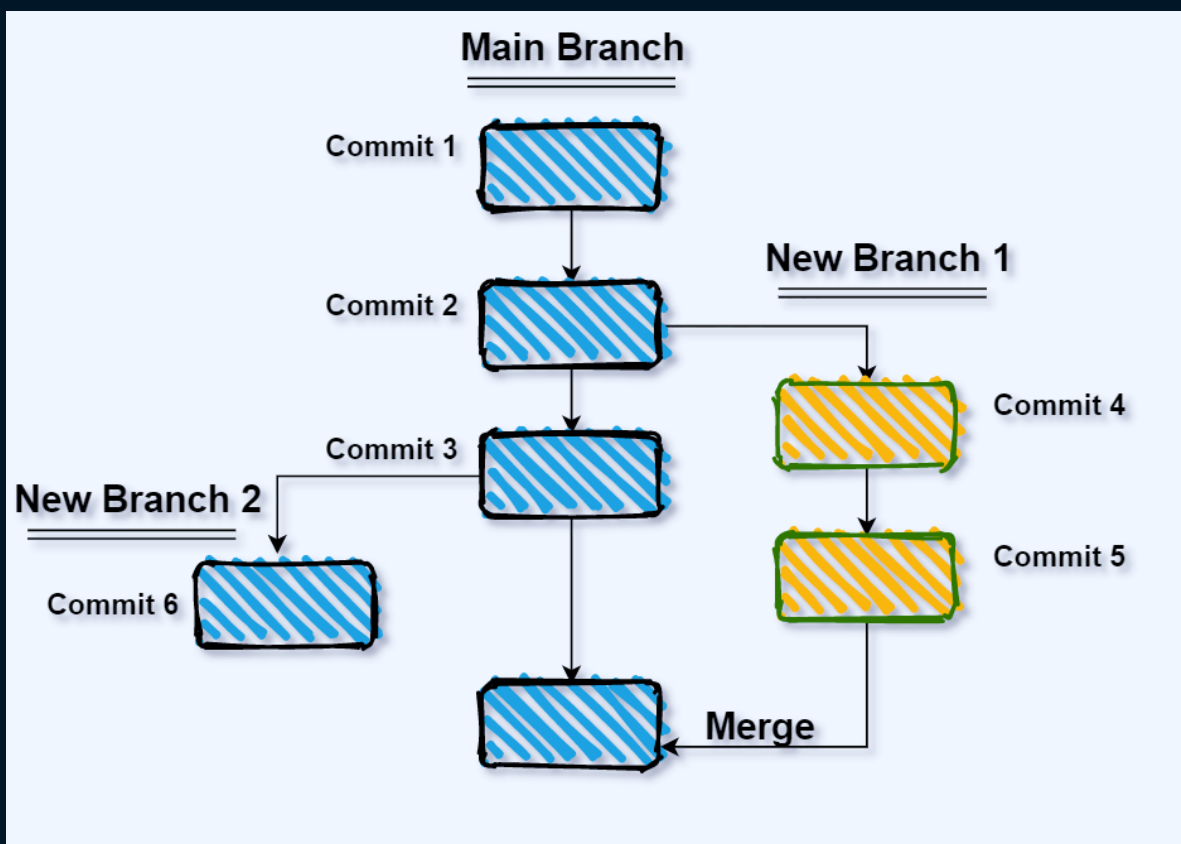 Main Branch
Commit 1
New Branch 1
Commit 2
Commit 4
Commit 3
New Branch 2
Commit 5
Commit 6
Merge